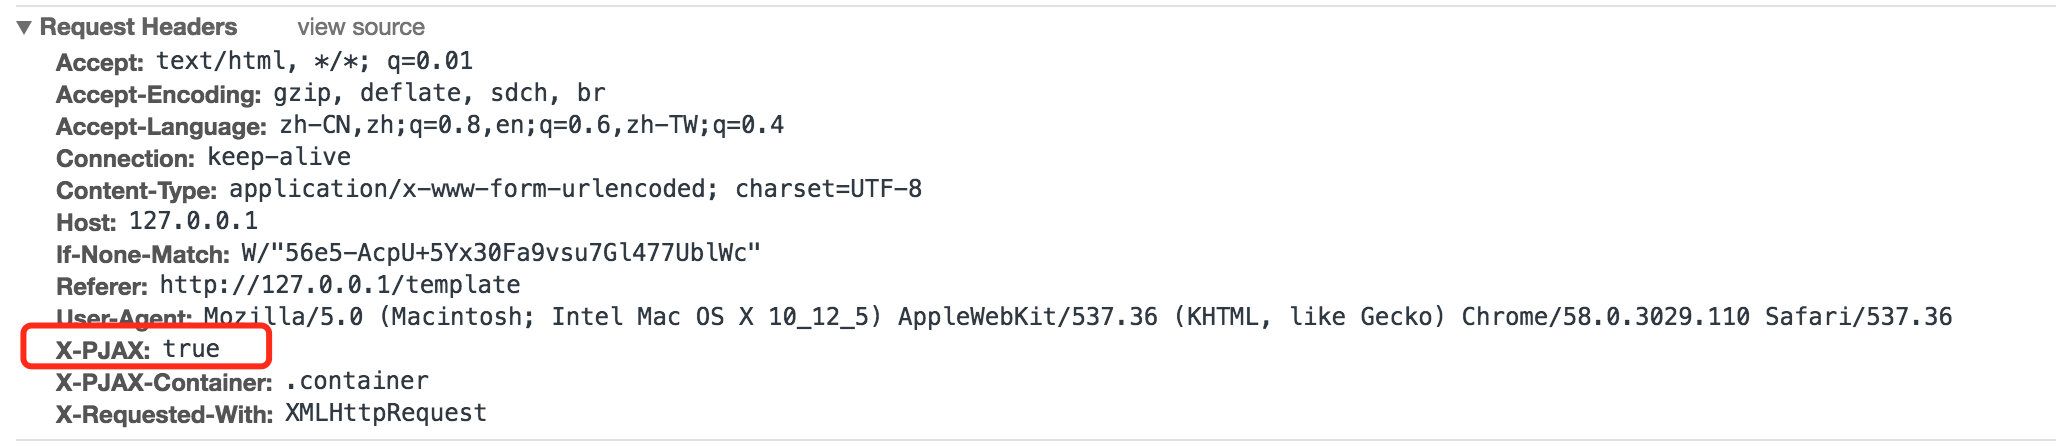 ▼ Request Headers view source
Accept: text/html, */*; q=0.01
Accept-Encoding: gzip, deflate, sdch, br
Accept-Language: zh-CN,zh;q=0.8,en;q=0.6,zh-TW;q=0.4
Connection: keep-alive
Content-Type: application/x-www-form-urlencoded; charset=UTF-8
Host: 127.0.0.1
If-None-Match: W/"56e5-AcpU+5Yx30Fa9vsu7Gl477UblWc"
Referer: http://127.0.0.1/template
User-Agent: Mozilla/5.0 (Macintosh; Intel Mac OS X 10_12_5) AppleWebKit/537.36 (KHTML, like Gecko) Chrome/58.0.3029.110 Safari/537.36
X-PJAX: true
X-PJAX-Container: .container
X-Requested-With: XMLHttpRequest